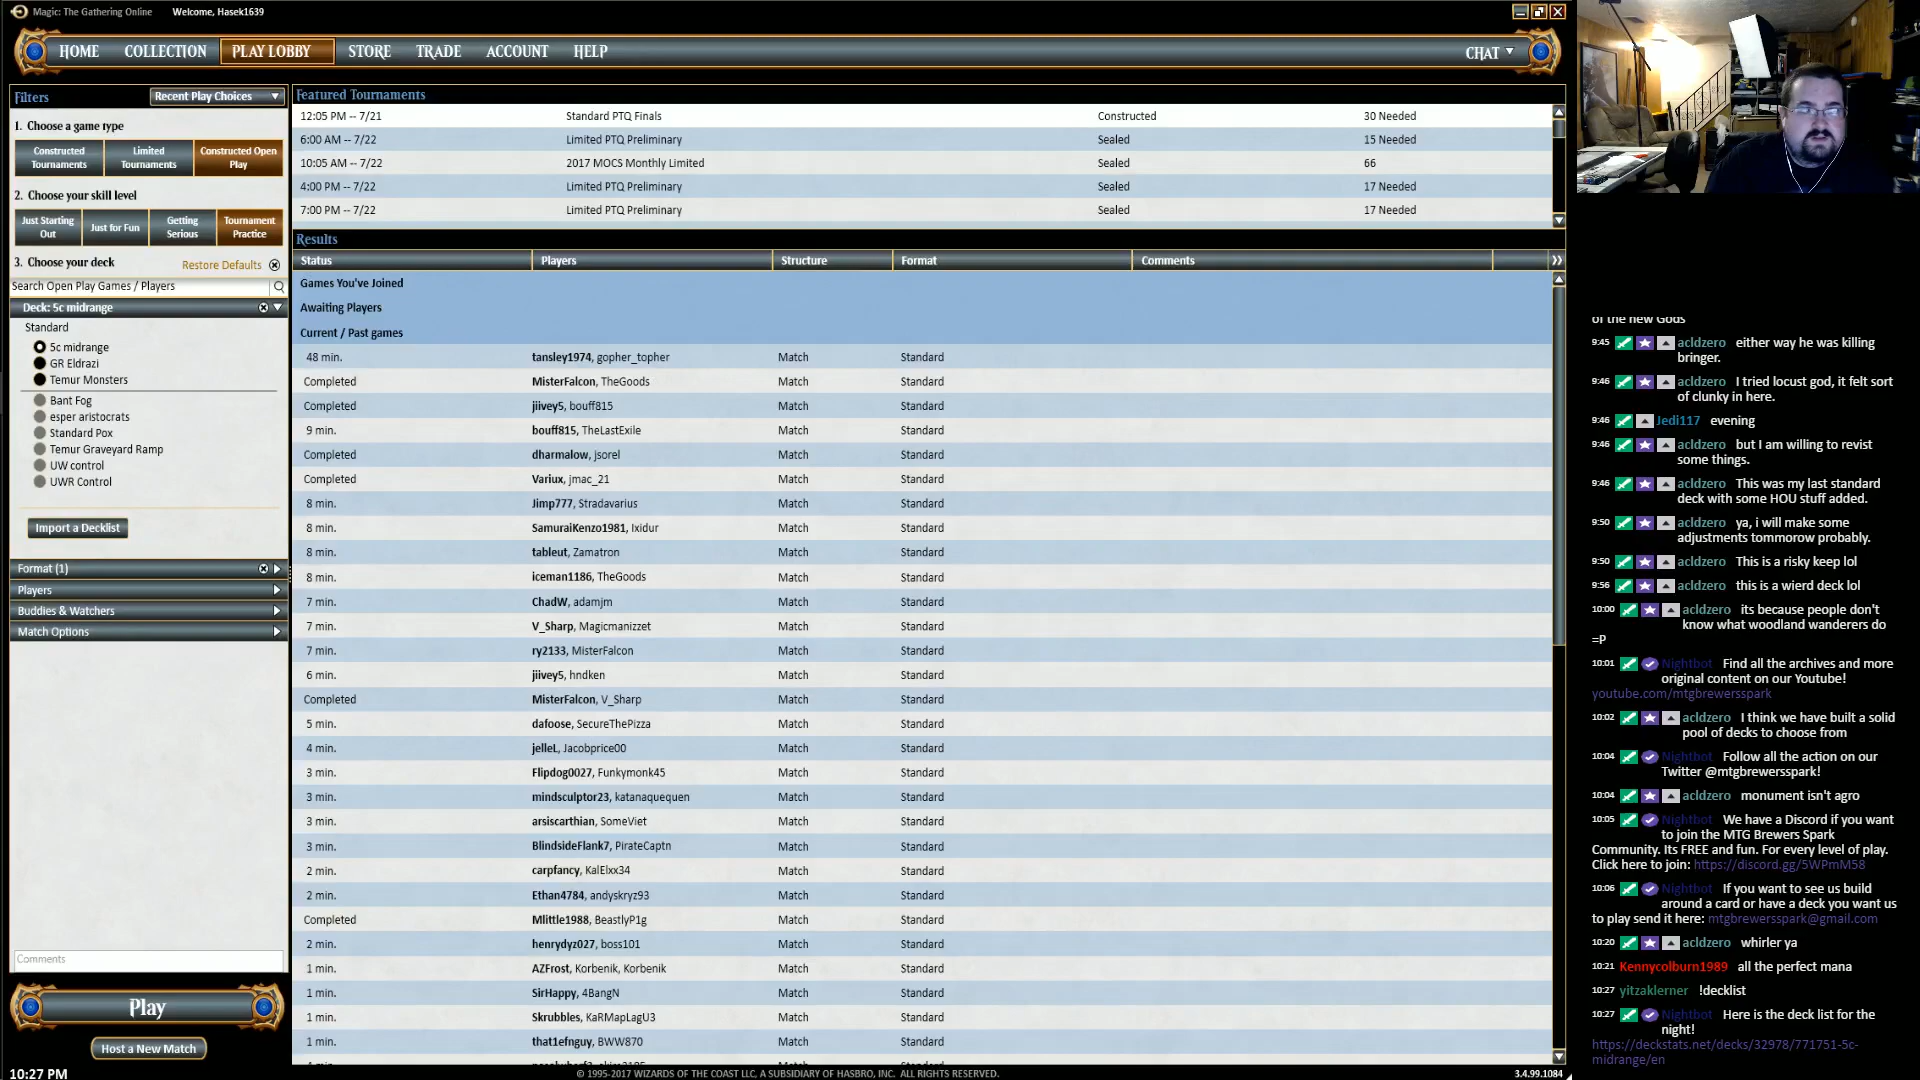 Magic: The Gathering Online Welcome, Hasek1639
HOME COLLECTION PLAY LOBBY STORE TRADE ACCOUNT HELP CHAT
Filters Recent Play Choices
1. Choose a game type
Constructed Tournaments Limited Tournaments Constructed Open Play
2. Choose your skill level
Just Starting Out Just for Fun Getting Serious Tournament Practice
3. Choose your deck Restore Defaults
Search Open Play Games / Players
Deck: 5c midrange
Standard
5c midrange
GR Eldrazi
Temur Monsters
Bant Fog
esper aristocrats
Standard Pox
Temur Graveyard Ramp
UW control
UWR Control
Import a Decklist
Format (1)
Players
Buddies & Watchers
Match Options
Comments
Play
Host a New Match
10:27 PM
Featured Tournaments
12:05 PM -- 7/21 Standard PTQ Finals Constructed 30 Needed
6:00 AM -- 7/22 Limited PTQ Preliminary Sealed 15 Needed
10:05 AM -- 7/22 2017 MOCS Monthly Limited Sealed 66
4:00 PM -- 7/22 Limited PTQ Preliminary Sealed 17 Needed
7:00 PM -- 7/22 Limited PTQ Preliminary Sealed 17 Needed
Results
Status Players Structure Format Comments
Games You've Joined
Awaiting Players
Current / Past games
48 min. tansley1974, gopher_topher Match Standard
Completed MisterFalcon, TheGoods Match Standard
Completed jiivey5, bouff815 Match Standard
9 min. bouff815, TheLastExile Match Standard
Completed dharmalow, jsorel Match Standard
Completed Variux, jmac_21 Match Standard
8 min. Jimp777, Stradavarius Match Standard
8 min. SamuraiKenzo1981, Ixidur Match Standard
8 min. tableut, Zamatron Match Standard
8 min. iceman1186, TheGoods Match Standard
7 min. ChadW, adamjm Match Standard
7 min. V_Sharp, Magicmanizzet Match Standard
7 min. ry2133, MisterFalcon Match Standard
6 min. jiivey5, hndken Match Standard
Completed MisterFalcon, V_Sharp Match Standard
5 min. dafoose, SecureThePizza Match Standard
4 min. jelleL, Jacobprice00 Match Standard
3 min. Flipdog0027, Funkymonk45 Match Standard
3 min. mindsculptor23, katanaquequen Match Standard
3 min. arsiscarthian, SomeViet Match Standard
3 min. BlindsideFlank7, PirateCaptn Match Standard
2 min. carpfancy, KalElxx34 Match Standard
2 min. Ethan4784, andyskryz93 Match Standard
Completed Mlittle1988, BeastlyP1g Match Standard
2 min. henrydyz027, boss101 Match Standard
1 min. AZFrost, Korbenik, Korbenik Match Standard
1 min. SirHappy, 4BangN Match Standard
1 min. Skrubbles, KaRMapLagU3 Match Standard
1 min. that1efnguy, BWW870 Match Standard
© 1995-2017 WIZARDS OF THE COAST LLC, A SUBSIDIARY OF HASBRO, INC. ALL RIGHTS RESERVED. 3.4.99.1084
of the new Gods
9:45 acldzero either way he was killing
bringer.
9:46 acldzero I tried locust god, it felt sort
of clunky in here.
9:46 Jedi117 evening
9:46 acldzero but I am willing to revist
some things.
9:46 acldzero This was my last standard
deck with some HOU stuff added.
9:50 acldzero ya, i will make some
adjustments tommorow probably.
9:50 acldzero This is a risky keep lol
9:56 acldzero this is a wierd deck lol
10:00 acldzero its because people don't
know what woodland wanderers do
=P
10:01 Nightbot Find all the archives and more
original content on our Youtube!
youtube.com/mtgbrewersspark
10:02 acldzero I think we have built a solid
pool of decks to choose from
10:04 Nightbot Follow all the action on our
Twitter @mtgbrewersspark!
10:04 acldzero monument isn't agro
10:05 Nightbot We have a Discord if you want
to join the MTG Brewers Spark
Community. Its FREE and fun. For every level of play.
Click here to join: https://discord.gg/5WPmM58
10:06 Nightbot If you want to see us build
around a card or have a deck you want us
to play send it here: mtgbrewersspark@gmail.com
10:20 acldzero whirler ya
10:21 Kennycolburn1989 all the perfect mana
10:27 yitzaklerner !decklist
10:27 Nightbot Here is the deck list for the
night!
https://deckstats.net/decks/32978/771751-5c-
midrange/en